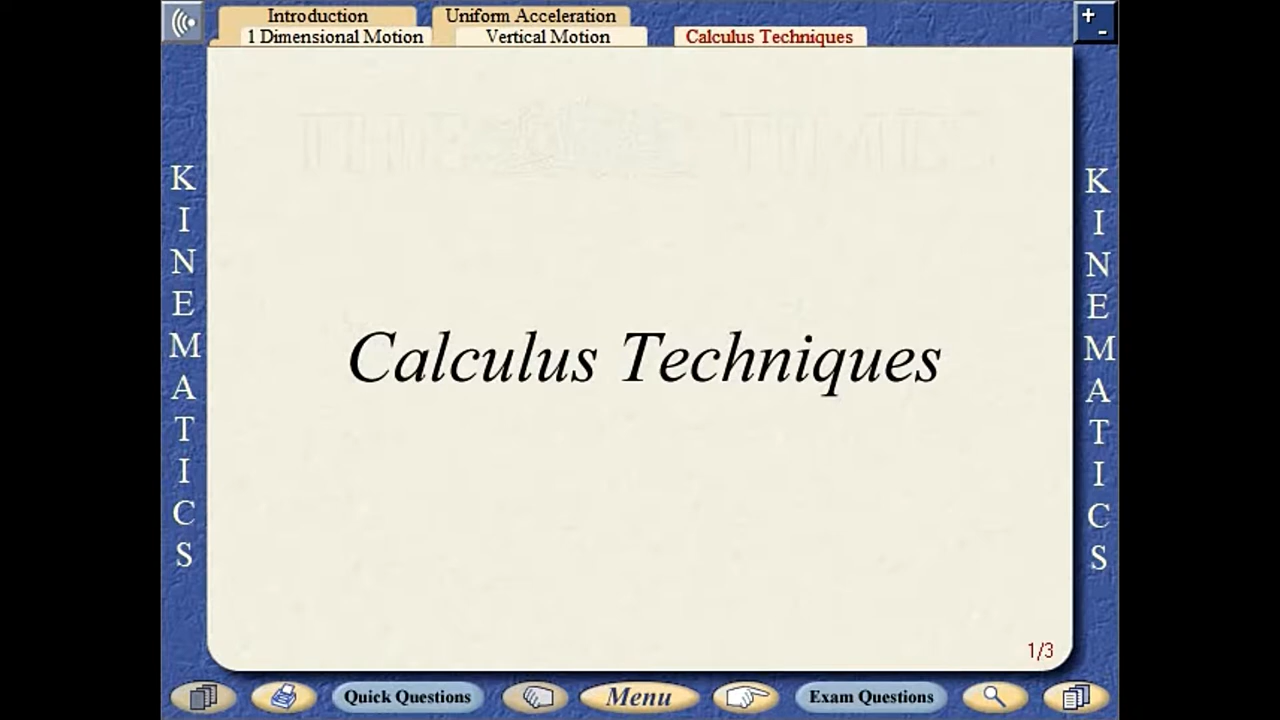 Introduction
Uniform Acceleration
1 Dimensional Motion
Vertical Motion
Calculus Techniques
+
-
KINEMATICS
Calculus Techniques
KINEMATICS
1/3
Quick Questions
Menu
Exam Questions